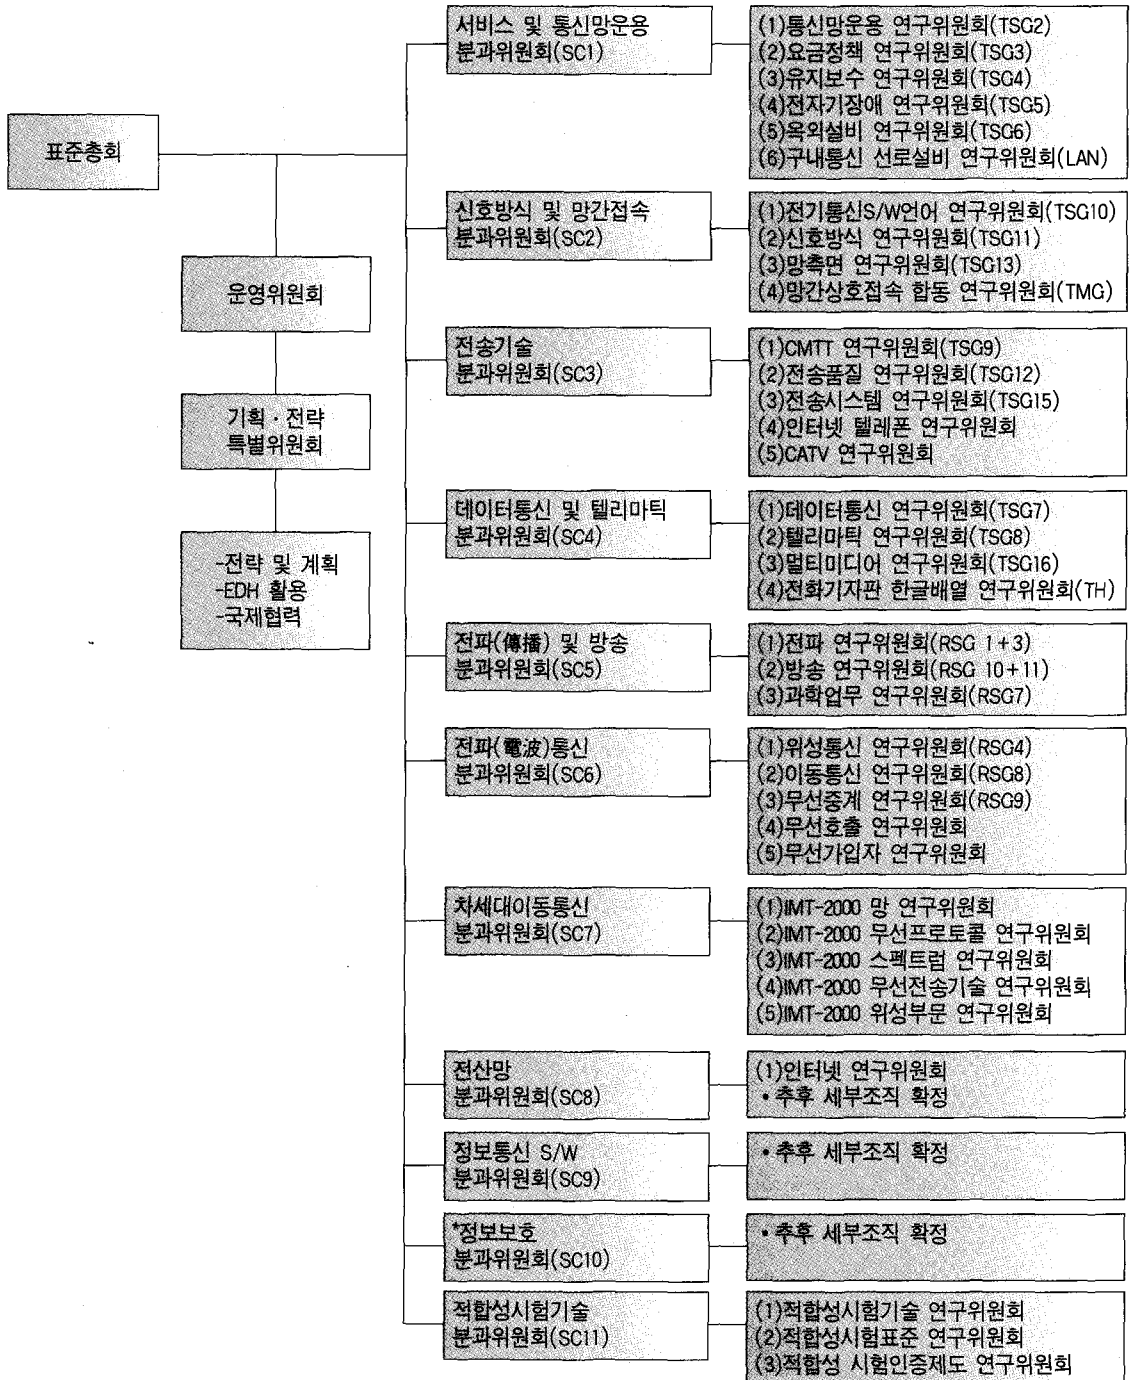 표준총회
운영위원회
기획·전략
특별위원회
-전략 및 계획
-EDH 활용
-국제협력
서비스 및 통신망운용
분과위원회(SC1)
(1)통신망운용 연구위원회(TSG2)
(2)요금정책 연구위원회(TSG3)
(3)유지보수 연구위원회(TSG4)
(4)전자기장애 연구위원회(TSG5)
(5)옥외설비 연구위원회(TSG6)
(6)구내통신 선로설비 연구위원회(LAN)
신호방식 및 망간접속
분과위원회(SC2)
(1)전기통신S/W언어 연구위원회(TSG10)
(2)신호방식 연구위원회(TSG11)
(3)망측면 연구위원회(TSG13)
(4)망간상호접속 합동 연구위원회(TMG)
전송기술
분과위원회(SC3)
(1)CMTT 연구위원회(TSG9)
(2)전송품질 연구위원회(TSG12)
(3)전송시스템 연구위원회(TSG15)
(4)인터넷 텔레폰 연구위원회
(5)CATV 연구위원회
데이터통신 및 텔리마틱
분과위원회(SC4)
(1)데이터통신 연구위원회(TSG7)
(2)텔리마틱 연구위원회(TSG8)
(3)멀티미디어 연구위원회(TSG16)
(4)전화기자판 한글배열 연구위원회(TH)
전파(傳播) 및 방송
분과위원회(SC5)
(1)전파 연구위원회(RSG 1+3)
(2)방송 연구위원회(RSG 10+11)
(3)과학업무 연구위원회(RSG7)
전파(電波)통신
분과위원회(SC6)
(1)위성통신 연구위원회(RSG4)
(2)이동통신 연구위원회(RSG8)
(3)무선중계 연구위원회(RSG9)
(4)무선호출 연구위원회
(5)무선가입자 연구위원회
차세대이동통신
분과위원회(SC7)
(1)IMT-2000 망 연구위원회
(2)IMT-2000 무선프로토콜 연구위원회
(3)IMT-2000 스펙트럼 연구위원회
(4)IMT-2000 무선전송기술 연구위원회
(5)IMT-2000 위성부문 연구위원회
전산망
분과위원회(SC8)
(1)인터넷 연구위원회
•추후 세부조직 확정
정보통신 S/W
분과위원회(SC9)
•추후 세부조직 확정
*정보보호
분과위원회(SC10)
•추후 세부조직 확정
적합성시험기술
분과위원회(SC11)
(1)적합성시험기술 연구위원회
(2)적합성시험표준 연구위원회
(3)적합성 시험인증제도 연구위원회